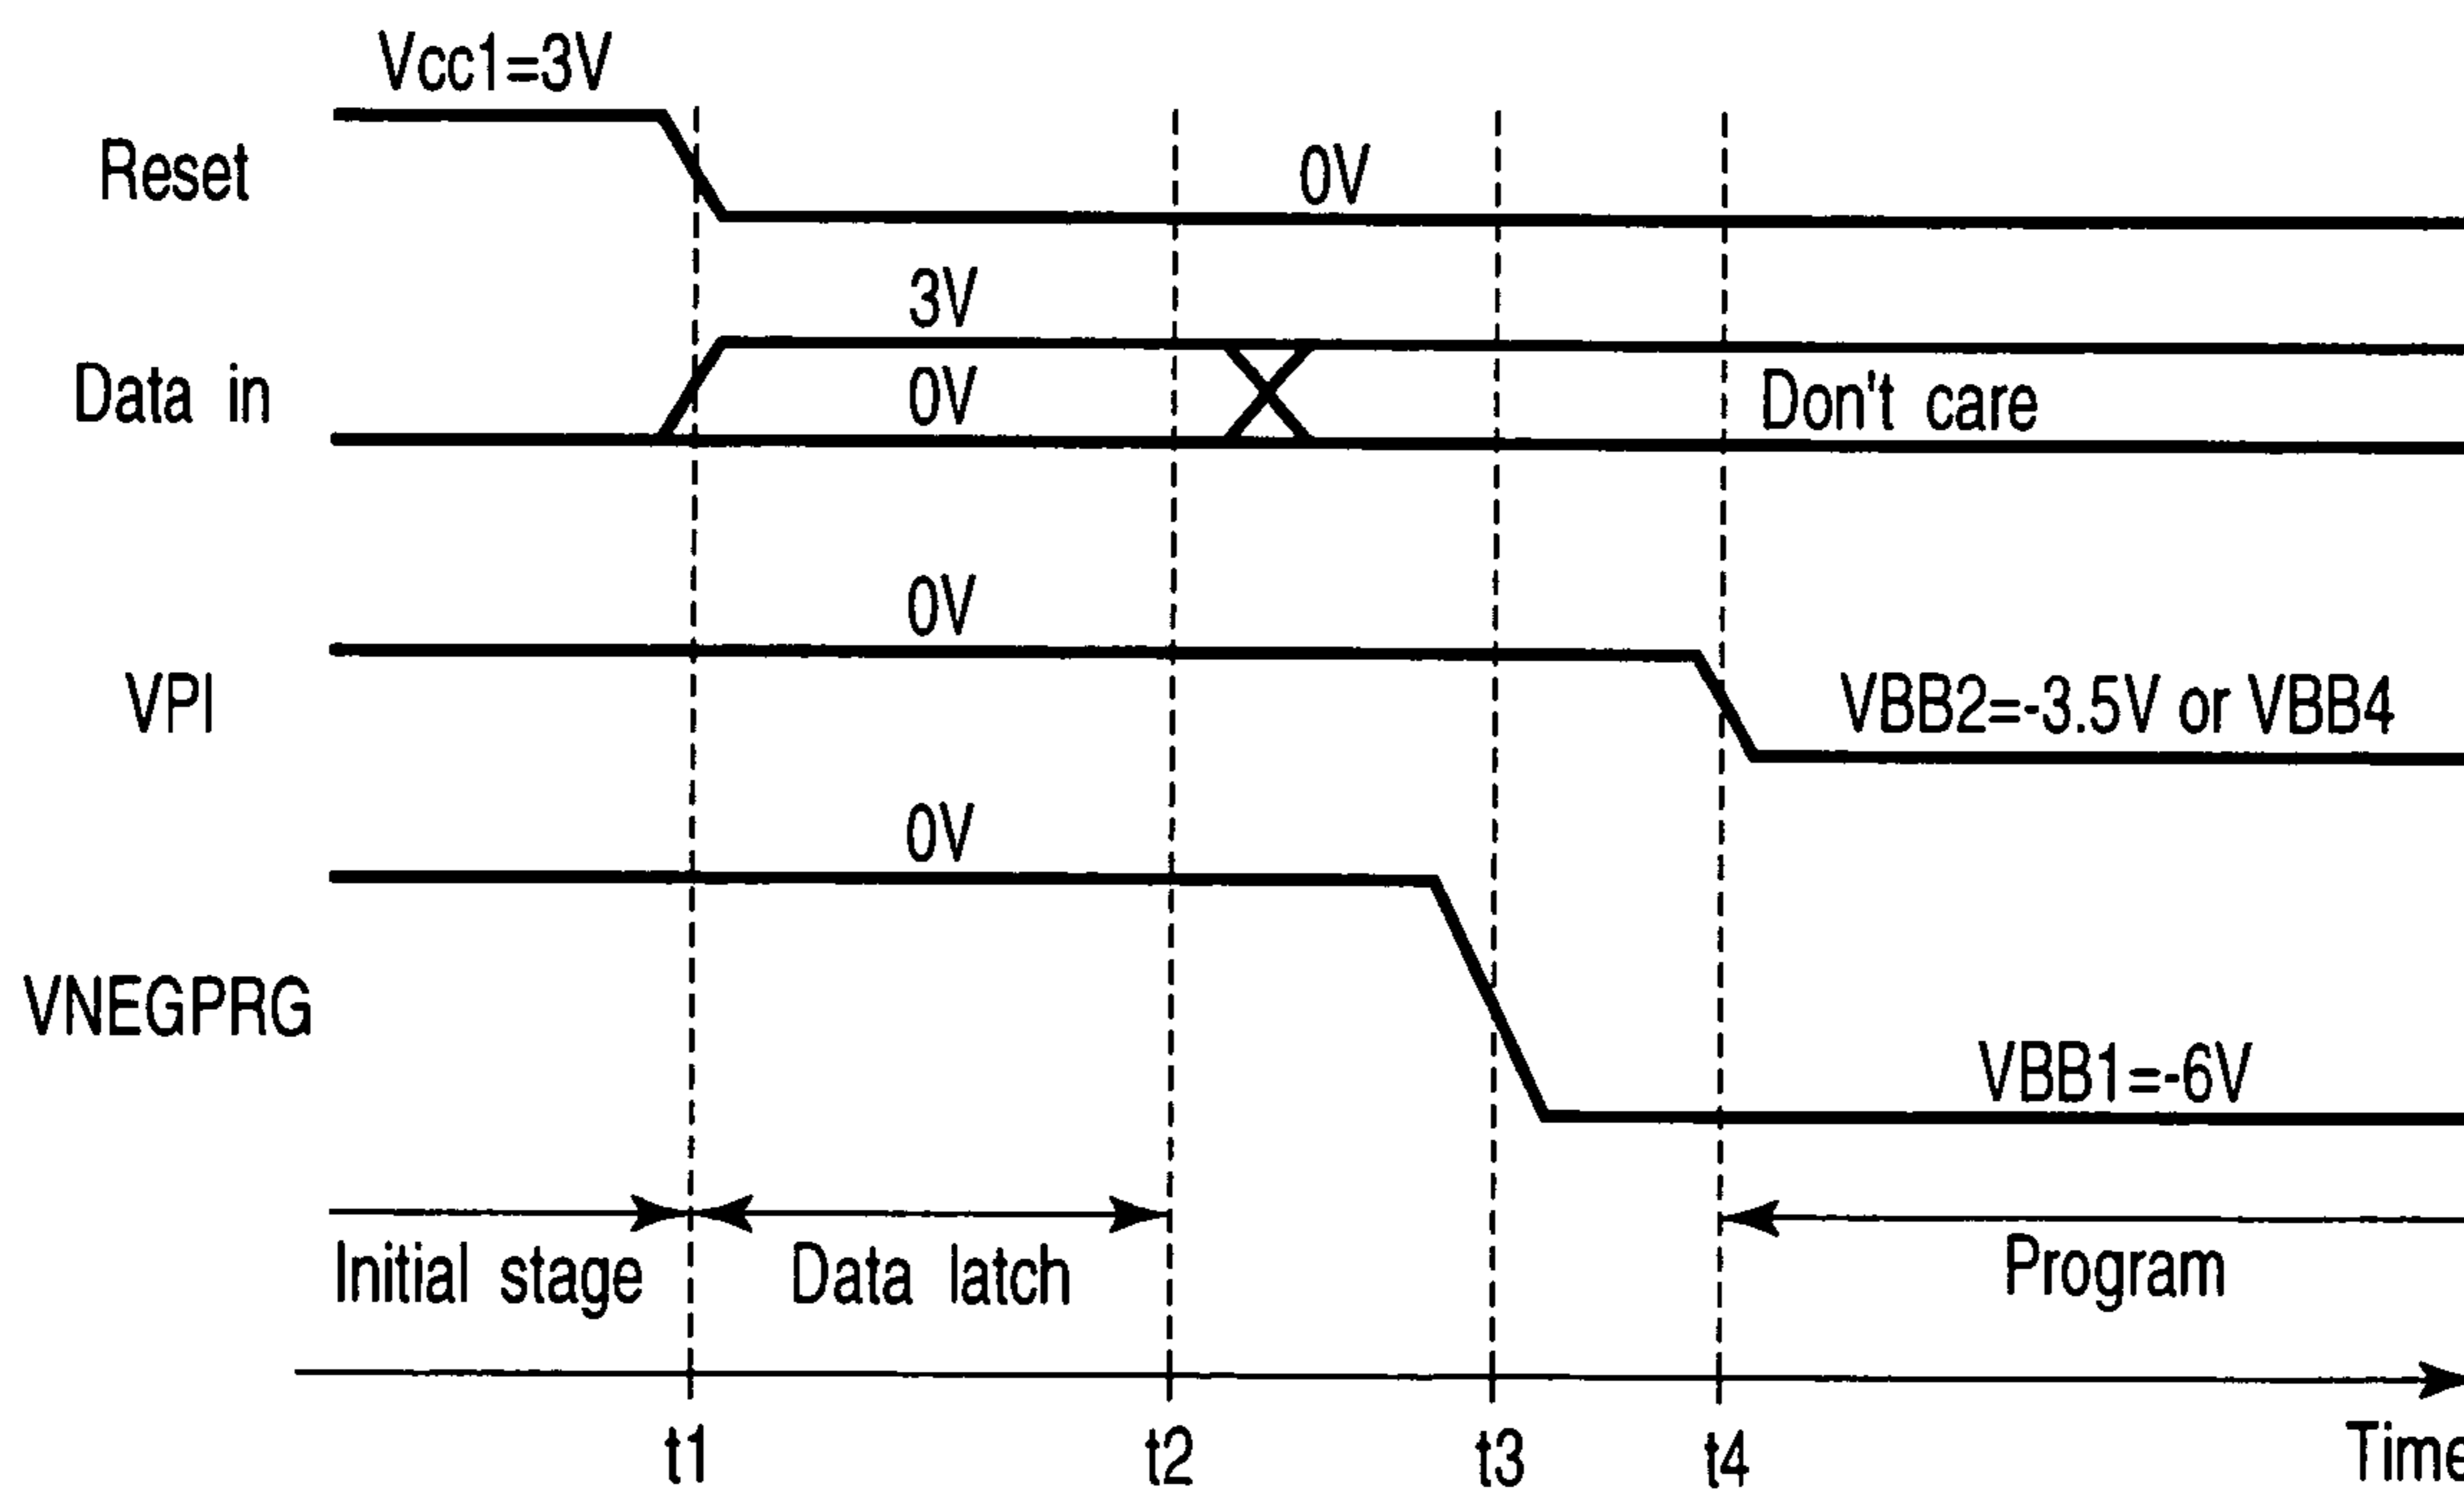 Vcc1=3V
Reset
0V
3V
Data in
0V
Don't care
0V
VPI
VBB2=-3.5V or VBB4
0V
VNEGPRG
VBB1=-6V
Initial stage
Data latch
Program
t1
t2
t3
t4
Time